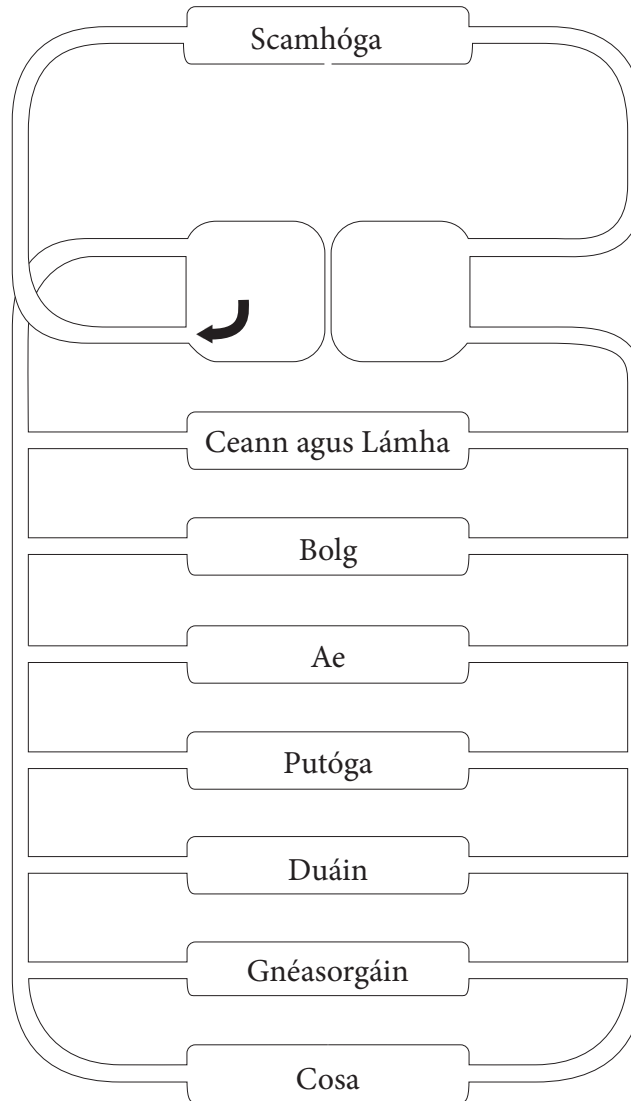 Scamhóga
Ceann agus Lámha
Bolg
Ae
Putóga
Duáin
Gnéasorgáin
Cosa